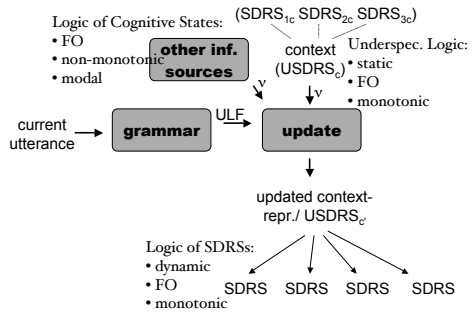 Logic of Cognitive States:
• FO
• non-monotonic
• modal
other inf.
sources
(SDRS1c SDRS2c SDRS3c)
context
(USDRSc)
Underspec. Logic:
• static
• FO
• monotonic
ν
ν
current
utterance
grammar
ULF
update
updated context-
repr./ USDRSc'
Logic of SDRSs:
• dynamic
• FO
• monotonic
SDRS SDRS SDRS SDRS